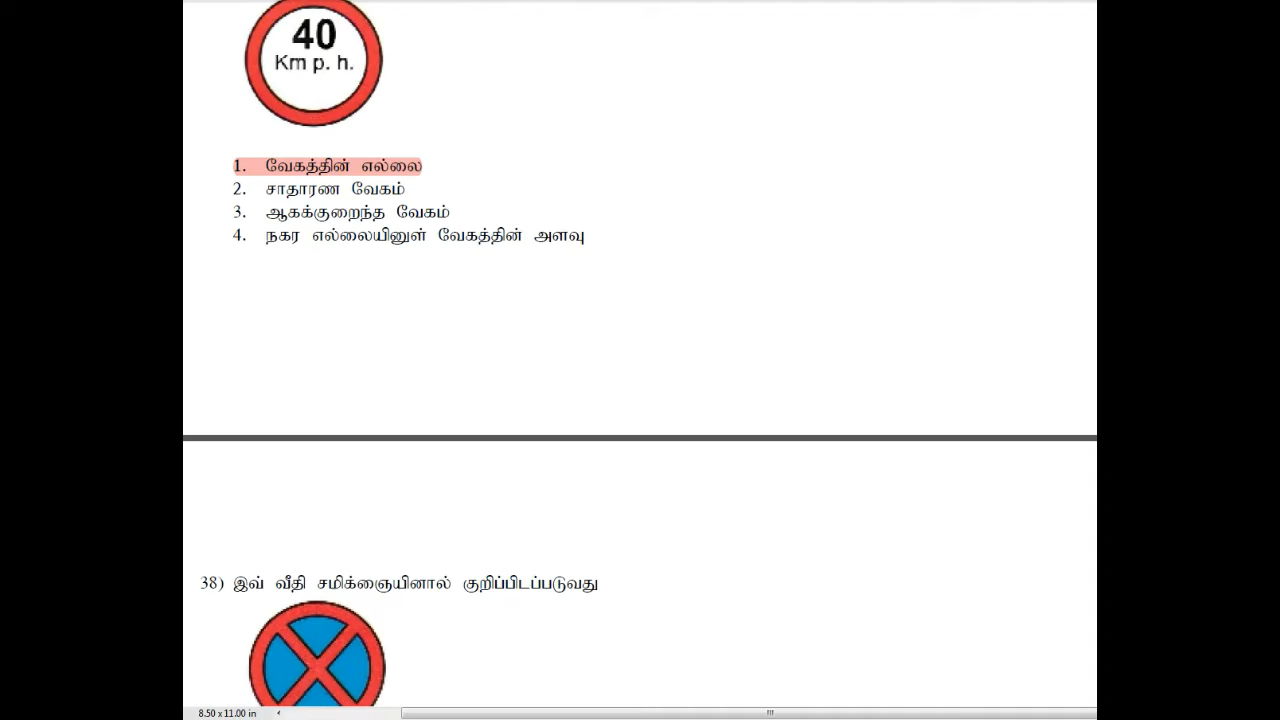 40
Km p. h.
1. வேகத்தின் எல்லை
2. சாதாரண வேகம்
3. ஆகக்குறைந்த வேகம்
4. நகர எல்லையினுள் வேகத்தின் அளவு
38) இவ் வீதி சமிக்ஞையினால் குறிப்பிடப்படுவது
8.50 x 11.00 in